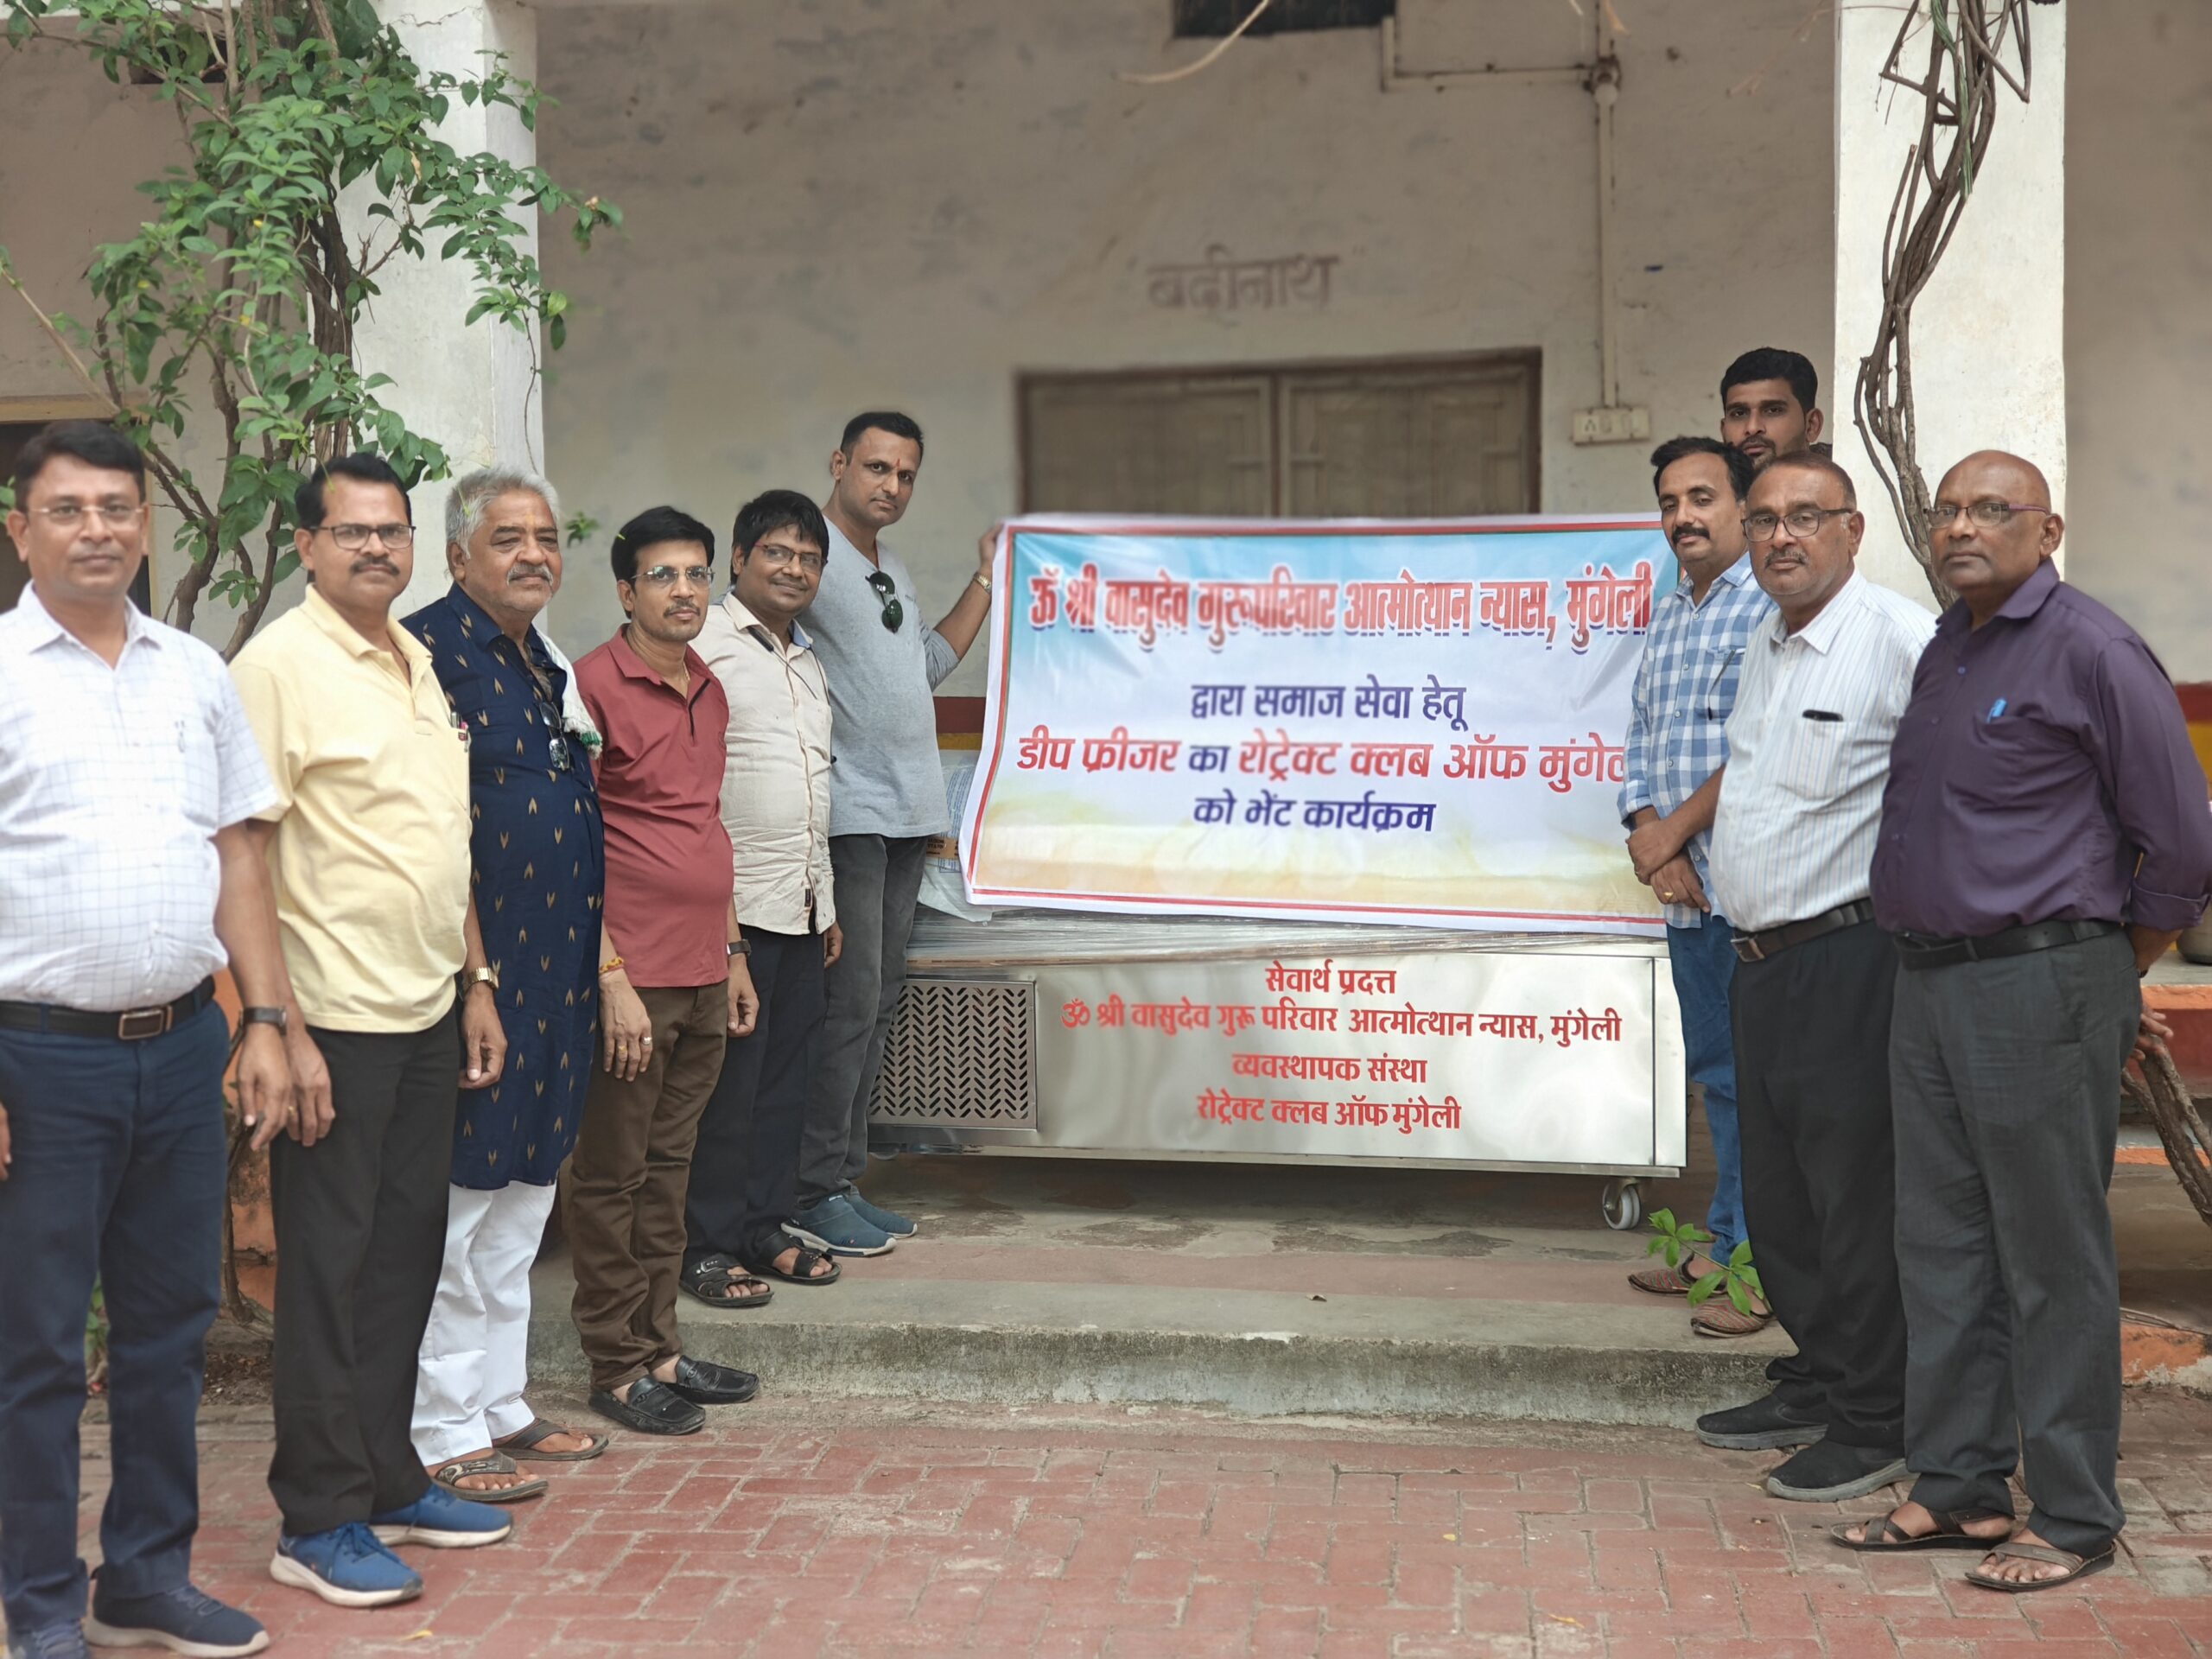 बद्रीनाथ
ॐ श्री वासुदेव गुरूपरिवार आत्मोत्थान न्यास, मुंगेली
द्वारा समाज सेवा हेतू
डीप फ्रीजर का रोट्रेक्ट क्लब ऑफ मुंगेल
को भेंट कार्यक्रम
सेवार्थ प्रदत्त
ॐ श्री वासुदेव गुरू परिवार आत्मोत्थान न्यास, मुंगेली
व्यवस्थापक संस्था
रोट्रेक्ट क्लब ऑफ मुंगेली